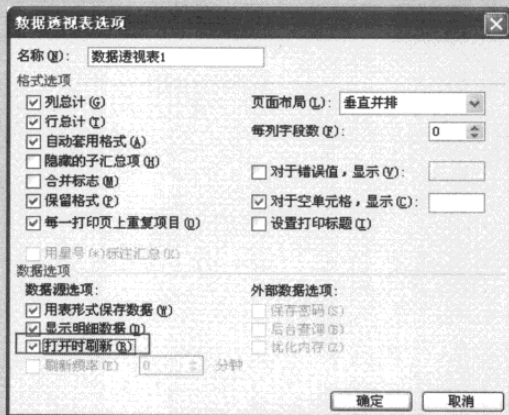 数据透视表选项
名称(N): 数据透视表1
格式选项
列总计(G) 页面布局(L): 垂直并排
行总计(T) 每列字段数(F): 0
自动套用格式(A)
隐藏的子汇总项(H) 对于错误值，显示(V):
合并标志(M)
保留格式(P) 对于空单元格，显示(C):
每一打印页上重复项目(O) 设置打印标题(I)
用星号(*)标注汇总(K)
数据选项
数据源选项: 外部数据选项:
用表形式保存数据(W) 保存密码(S)
显示明细数据(D) 后台查询(B)
打开时刷新(R) 优化内存(Z)
刷新频率(E) 0 分钟
确定 取消